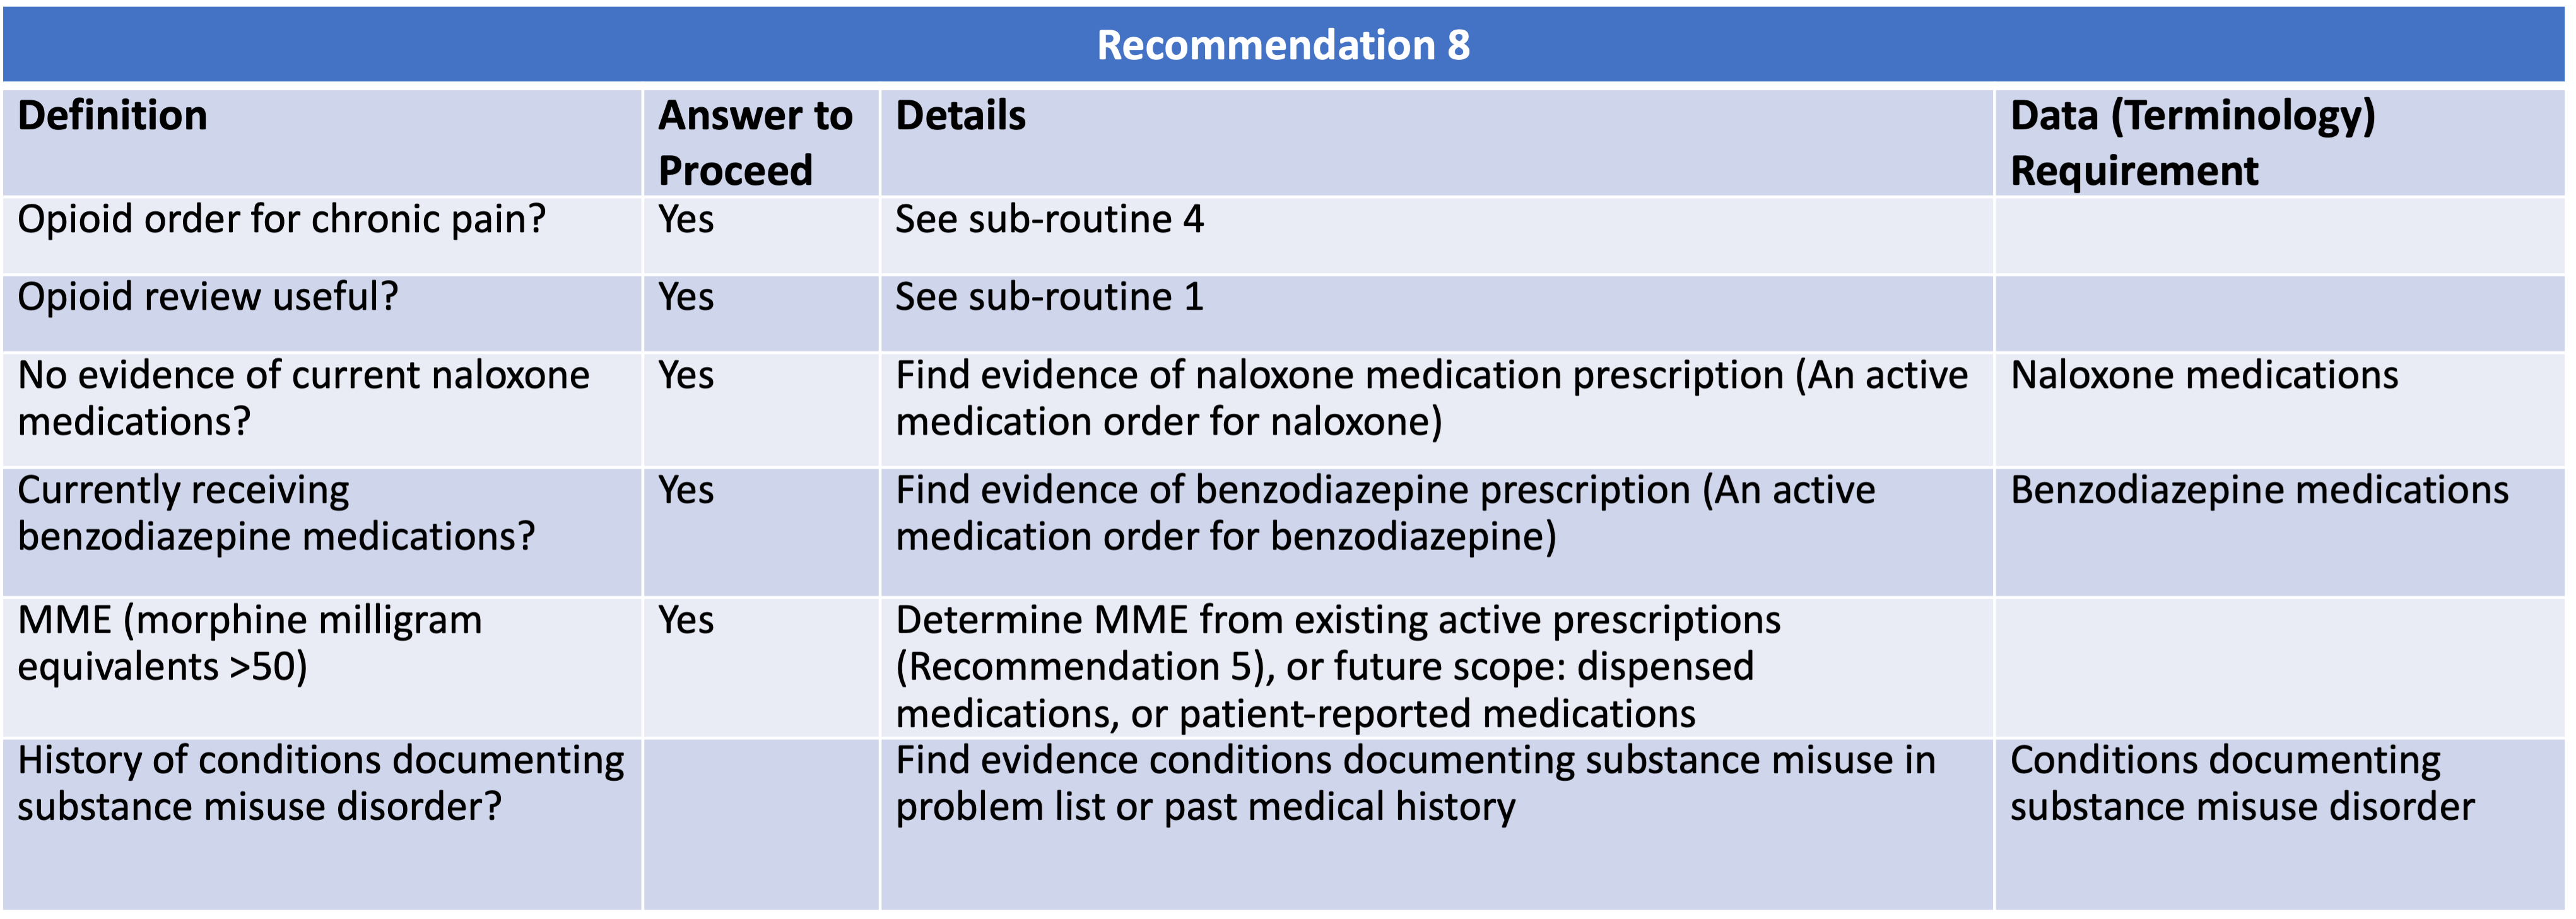 Recommendation 8
Definition
Answer to
Proceed
Details
Data (Terminology)
Requirement
Opioid order for chronic pain?
Yes
See sub-routine 4
Opioid review useful?
Yes
See sub-routine 1
No evidence of current naloxone
medications?
Yes
Find evidence of naloxone medication prescription (An active
medication order for naloxone)
Naloxone medications
Currently receiving
benzodiazepine medications?
Yes
Find evidence of benzodiazepine prescription (An active
medication order for benzodiazepine)
Benzodiazepine medications
MME (morphine milligram
equivalents >50)
Yes
Determine MME from existing active prescriptions
(Recommendation 5), or future scope: dispensed
medications, or patient-reported medications
History of conditions documenting
substance misuse disorder?
Find evidence conditions documenting substance misuse in
problem list or past medical history
Conditions documenting
substance misuse disorder